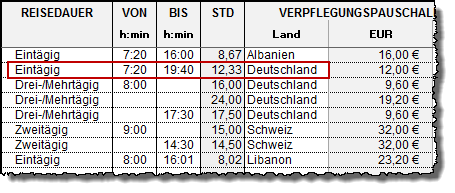 REISEDAUER VON BIS STD VERPFLEGUNGSPAUSCHAL
h:min h:min Land EUR
Eintägig 7:20 16:00 8,67 Albanien 16,00 €
Eintägig 7:20 19:40 12,33 Deutschland 12,00 €
Drei-/Mehrtägig 8:00 16,00 Deutschland 9,60 €
Drei-/Mehrtägig 24,00 Deutschland 19,20 €
Drei-/Mehrtägig 17:30 17,50 Deutschland 9,60 €
Zweitägig 9:00 15,00 Schweiz 32,00 €
Zweitägig 14:30 14,50 Schweiz 32,00 €
Eintägig 8:00 16:01 8,02 Libanon 23,20 €